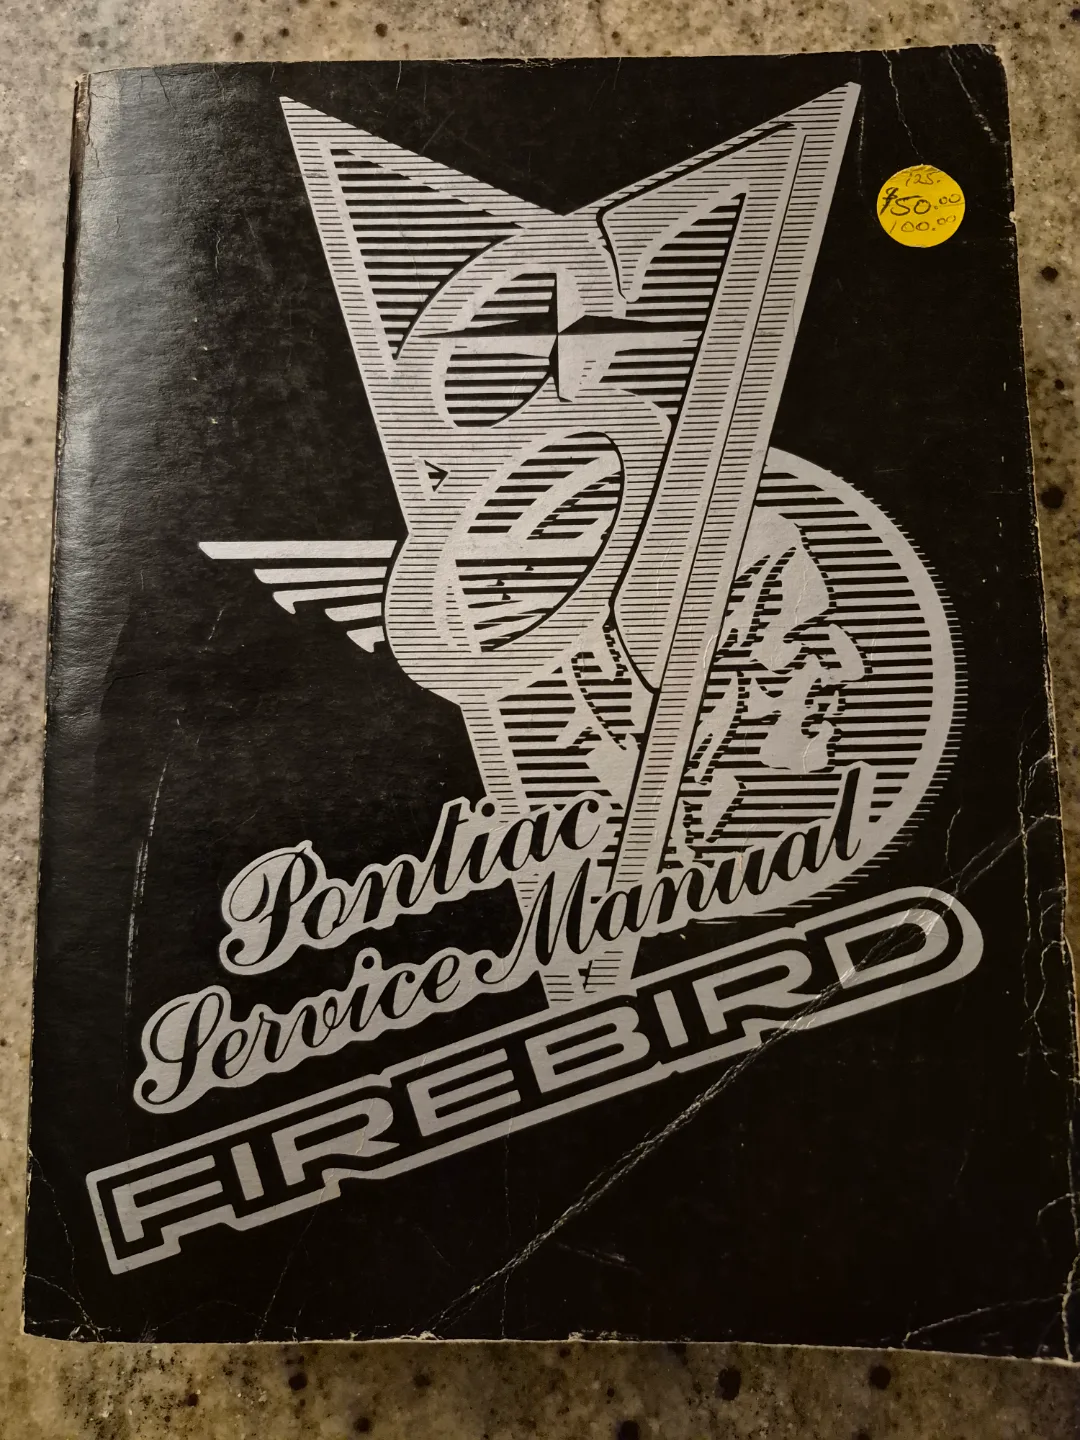 125.
$50.00
100.00
Pontiac
Service Manual
FIREBIRD